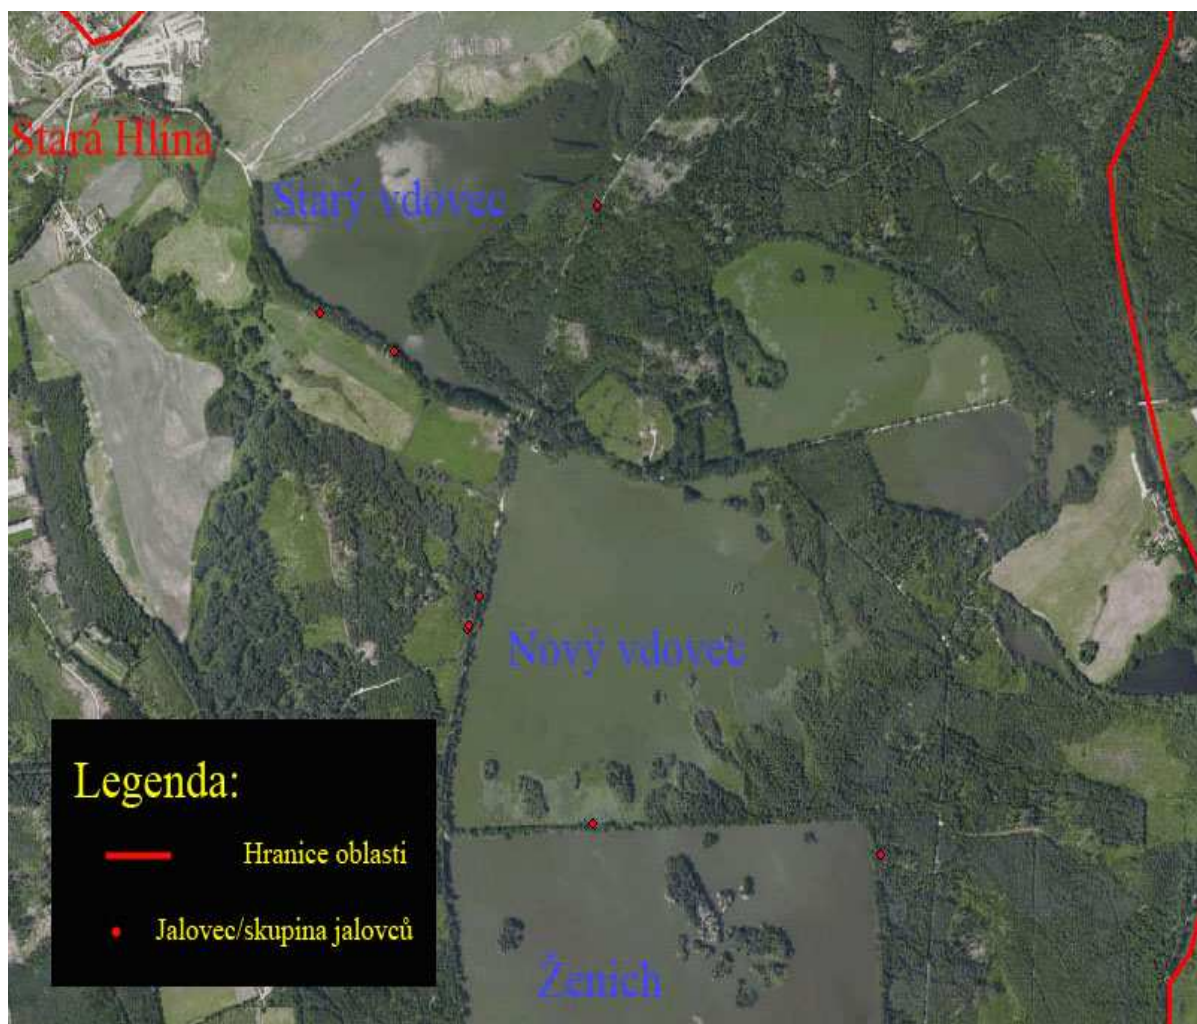 Stará Hlína
Starý vdovec
Nový vdovec
Legenda:
Hranice oblasti
Jalovec/skupina jalovců
Ženich